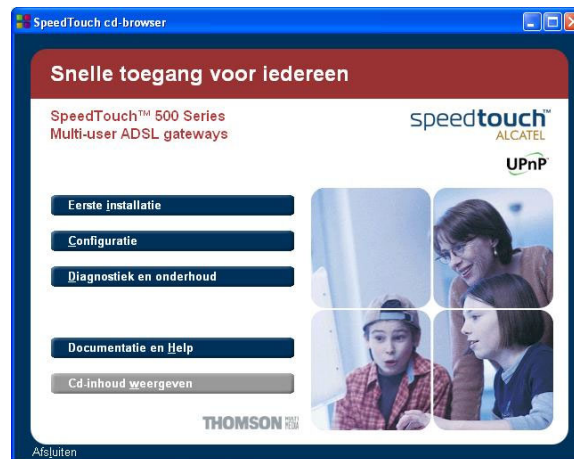 SpeedTouch cd-browser
Snelle toegang voor iedereen
SpeedTouch™ 500 Series
Multi-user ADSL gateways
speedtouch™
ALCATEL
UPnP
Eerste installatie
Configuratie
Diagnostiek en onderhoud
Documentatie en Help
Cd-inhoud weergeven
THOMSON
Afsluiten